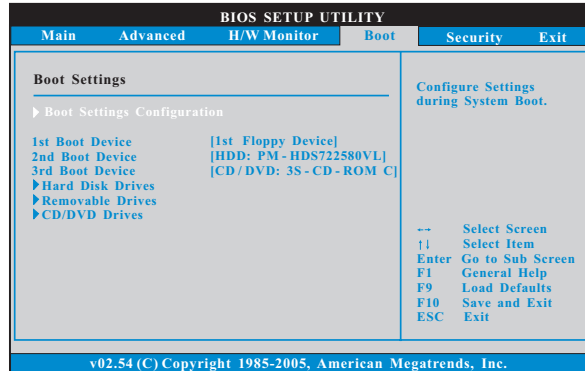 BIOS SETUP UTILITY
Main Advanced H/W Monitor Boot Security Exit
Boot Settings
Boot Settings Configuration
1st Boot Device [1st Floppy Device]
2nd Boot Device [HDD: PM-HDS722580VL]
3rd Boot Device [CD/DVD: 3S-CD-ROM C]
Hard Disk Drives
Removable Drives
CD/DVD Drives
Configure Settings
during System Boot.
←→ Select Screen
↑↓ Select Item
Enter Go to Sub Screen
F1 General Help
F9 Load Defaults
F10 Save and Exit
ESC Exit
v02.54 (C) Copyright 1985-2005, American Megatrends, Inc.